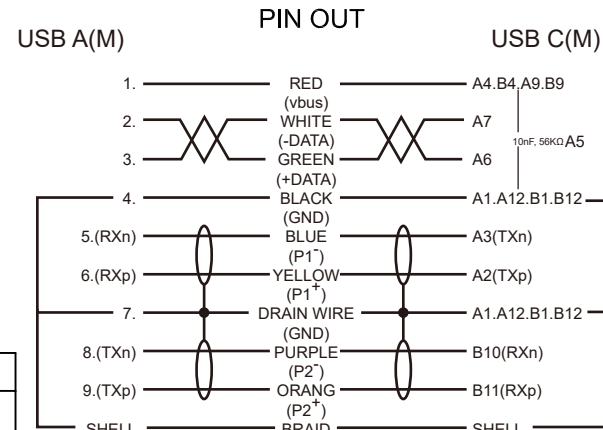 PIN OUT
USB A(M) USB C(M)
1. RED A4.B4.A9.B9
(vbus)
2. WHITE A7
(-DATA) 10nF, 56KΩ A5
3. GREEN A6
(+DATA)
4. BLACK A1.A12.B1.B12
(GND)
5.(RXn) BLUE A3(TXn)
(P1-)
6.(RXp) YELLOW A2(TXp)
(P1+)
7. DRAIN WIRE A1.A12.B1.B12
(GND)
8.(TXn) PURPLE B10(RXn)
(P2-)
9.(TXp) ORANG B11(RXp)
(P2+)
SHELL BRAID SHELL